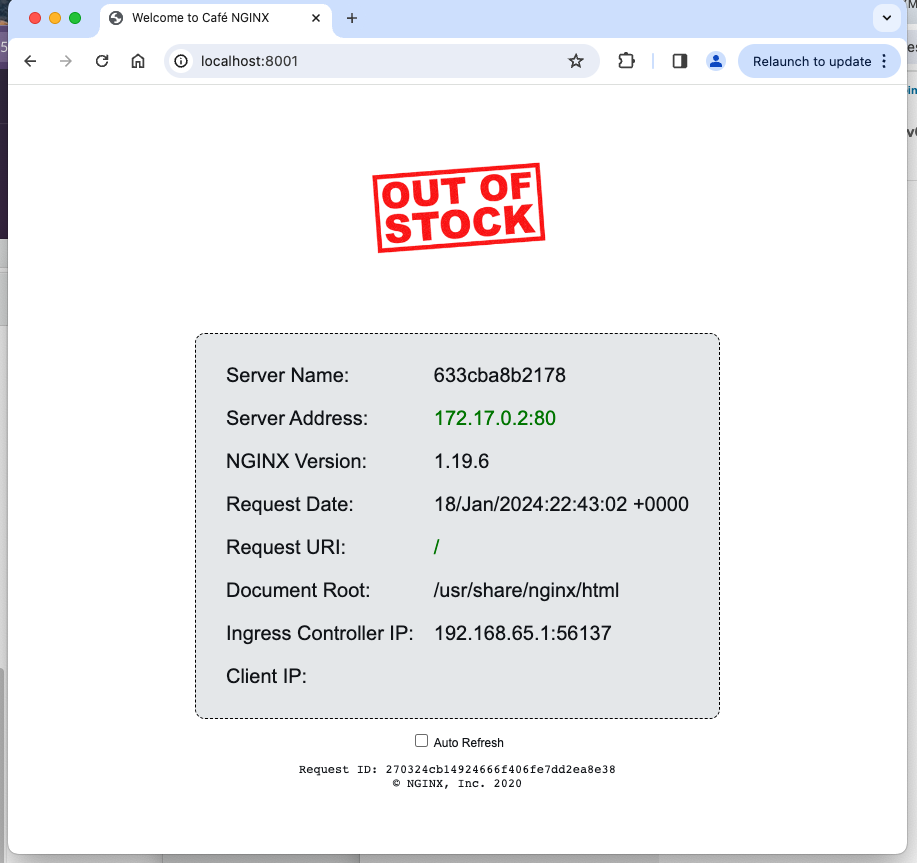 Welcome to Café NGINX
localhost:8001
Relaunch to update
OUT OF
STOCK
Server Name: 633cba8b2178
Server Address: 172.17.0.2:80
NGINX Version: 1.19.6
Request Date: 18/Jan/2024:22:43:02 +0000
Request URI: /
Document Root: /usr/share/nginx/html
Ingress Controller IP: 192.168.65.1:56137
Client IP:
Auto Refresh
Request ID: 270324cb14924666f406fe7dd2ea8e38
© NGINX, Inc. 2020